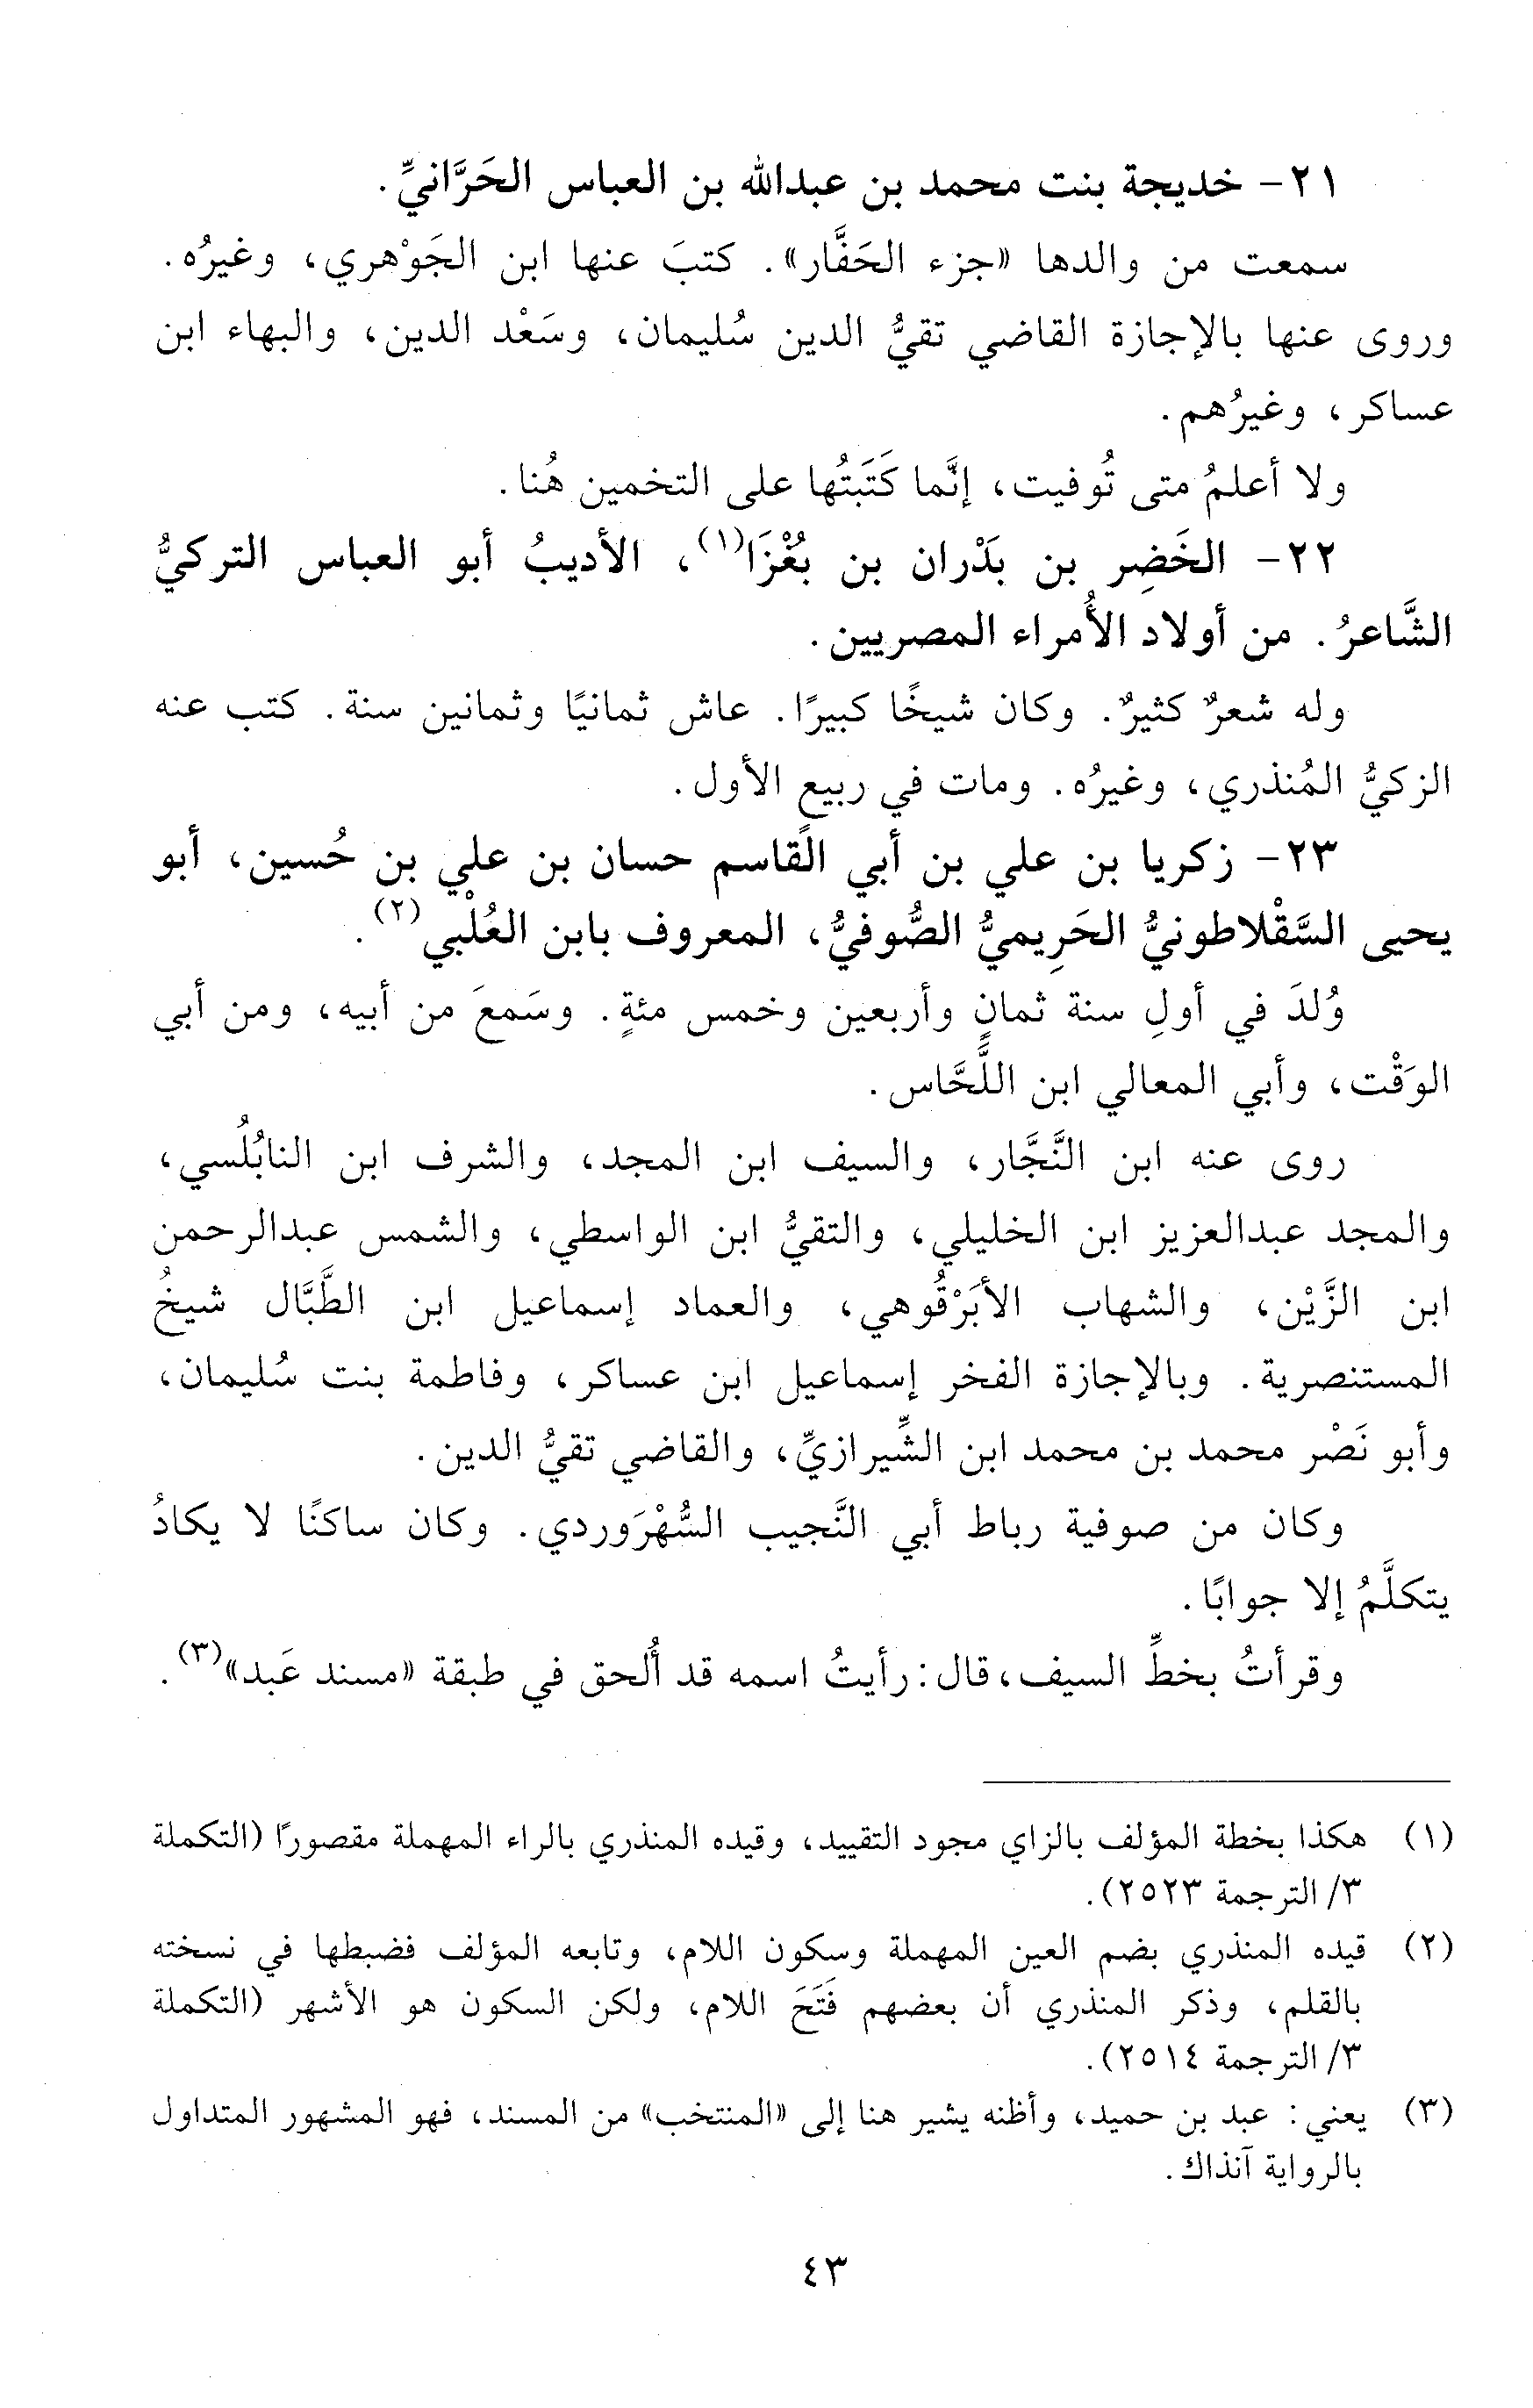 ٢١- خديجة بنت محمد بن عبدالله بن العباس الحَرَّانيِّ.
سمعت من والدها «جزء الحَفَّار». كتبَ عنها ابن الجَوْهري، وغيرُه.
وروى عنها بالإجازة القاضي تقيُّ الدين سُليمان، وسَعْد الدين، والبهاء ابن
عساكر، وغيرُهم.
ولا أعلمُ متى تُوفيت، إنَّما كَتَبتُها على التخمين هُنا.
٢٢- الخَضِر بن بَدْران بن بُغْزَا(١)، الأديبُ أبو العباس التركيُّ
الشَّاعرُ. من أولاد الأُمراء المصريين.
وله شعرٌ كثيرٌ. وكان شيخًا كبيرًا. عاش ثمانيًا وثمانين سنة. كتب عنه
الزكيُّ المُنذري، وغيرُه. ومات في ربيع الأول.
٢٣- زكريا بن علي بن أبي القاسم حسان بن علي بن حُسين، أبو
يحيى السَّقْلاطونيُّ الحَرِيميُّ الصُّوفيُّ، المعروف بابن العُلْبي(٢).
وُلدَ في أولِ سنة ثمانٍ وأربعين وخمس مئةٍ. وسَمعَ من أبيه، ومن أبي
الوَقْت، وأبي المعالي ابن اللَّحَّاس.
روى عنه ابن النَّجَّار، والسيف ابن المجد، والشرف ابن النابُلُسي،
والمجد عبدالعزيز ابن الخليلي، والتقيُّ ابن الواسطي، والشمس عبدالرحمن
ابن الزَّيْن، والشهاب الأبَرْقُوهي، والعماد إسماعيل ابن الطَّبَّال شيخُ
المستنصرية. وبالإجازة الفخر إسماعيل ابن عساكر، وفاطمة بنت سُليمان،
وأبو نَصْر محمد بن محمد ابن الشِّيرازيِّ، والقاضي تقيُّ الدين.
وكان من صوفية رباط أبي النَّجيب السُّهْرَوردي. وكان ساكنًا لا يكادُ
يتكلَّمُ إلا جوابًا.
وقرأتُ بخطِّ السيف، قال: رأيتُ اسمه قد أُلحق في طبقة «مسند عَبد»(٣).
(١) هكذا بخطة المؤلف بالزاي مجود التقييد، وقيده المنذري بالراء المهملة مقصورًا (التكملة
٣/ الترجمة ٢٥٢٣).
(٢) قيده المنذري بضم العين المهملة وسكون اللام، وتابعه المؤلف فضبطها في نسخته
بالقلم، وذكر المنذري أن بعضهم فَتَحَ اللام، ولكن السكون هو الأشهر (التكملة
٣/ الترجمة ٢٥١٤).
(٣) يعني: عبد بن حميد، وأظنه يشير هنا إلى «المنتخب» من المسند، فهو المشهور المتداول
بالرواية آنذاك.
٤٣